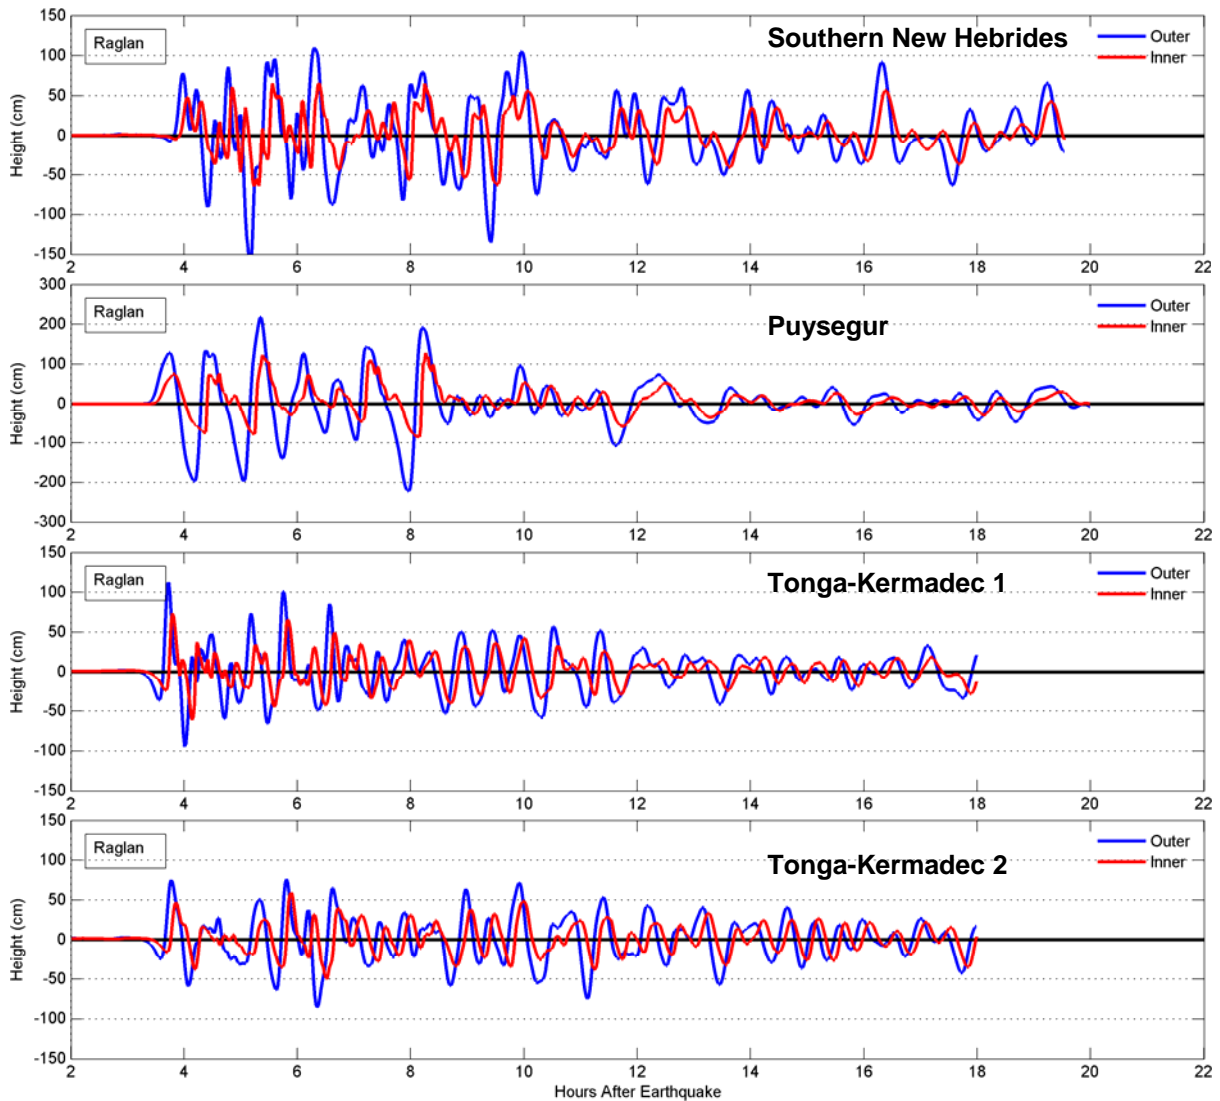 150
100
50
0
-50
-100
-150
Height (cm)
Raglan
Southern New Hebrides
Outer
Inner
2 4 6 8 10 12 14 16 18 20 22
300
200
100
0
-100
-200
-300
Height (cm)
Raglan
Puysegur
Outer
Inner
2 4 6 8 10 12 14 16 18 20 22
150
100
50
0
-50
-100
-150
Height (cm)
Raglan
Tonga-Kermadec 1
Outer
Inner
2 4 6 8 10 12 14 16 18 20 22
150
100
50
0
-50
-100
-150
Height (cm)
Raglan
Tonga-Kermadec 2
Outer
Inner
2 4 6 8 10 12 14 16 18 20 22
Hours After Earthquake